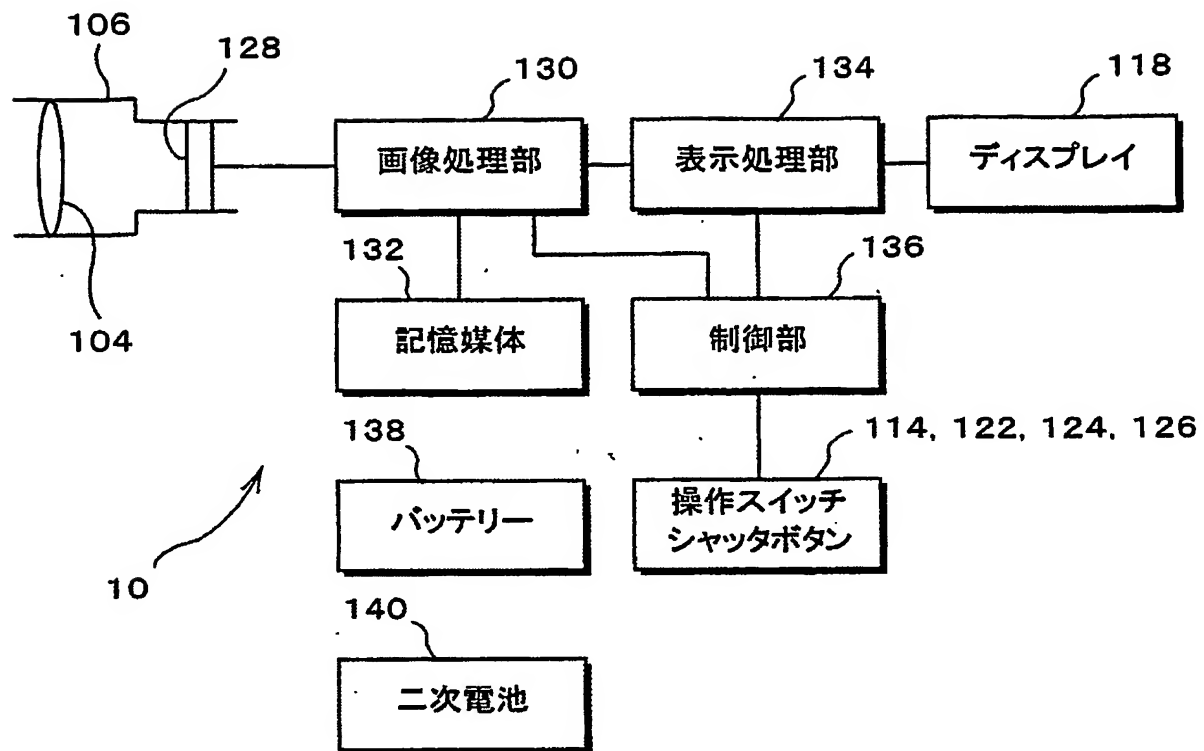 106
128
130
134
118
画像処理部
表示処理部
ディスプレイ
104
132
136
記憶媒体
制御部
138
114, 122, 124, 126
バッテリー
操作スイッチ
シャッタボタン
10
140
二次電池